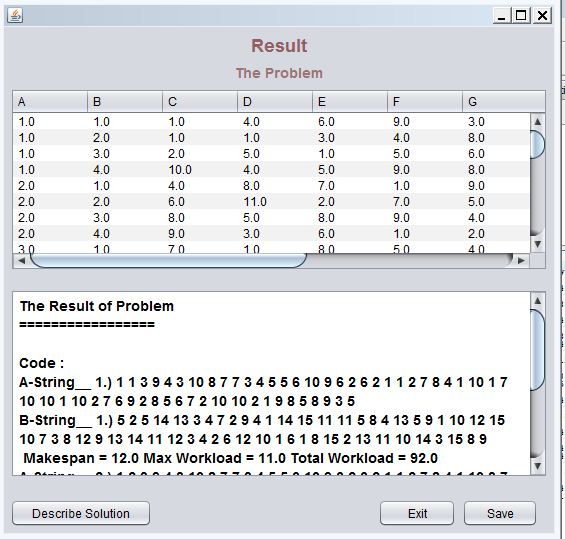 Result
The Problem
A B C D E F G
1.0 1.0 1.0 4.0 6.0 9.0 3.0
1.0 2.0 1.0 1.0 3.0 4.0 8.0
1.0 3.0 2.0 5.0 1.0 5.0 6.0
1.0 4.0 10.0 4.0 5.0 9.0 8.0
2.0 1.0 4.0 8.0 7.0 1.0 9.0
2.0 2.0 6.0 11.0 2.0 7.0 5.0
2.0 3.0 8.0 5.0 8.0 9.0 4.0
2.0 4.0 9.0 3.0 6.0 1.0 2.0
3.0 1.0 7.0 1.0 8.0 5.0 4.0
The Result of Problem
=================
Code :
A-String__ 1.) 1 1 3 9 4 3 10 8 7 7 3 4 5 5 6 10 9 6 2 6 2 1 1 2 7 8 4 1 10 1 7
10 10 1 10 2 7 6 9 2 8 5 6 7 2 10 10 2 1 9 8 5 8 9 3 5
B-String__ 1.) 5 2 5 14 13 3 4 7 2 9 4 1 14 15 11 11 5 8 4 13 5 9 1 10 12 15
10 7 3 8 12 9 13 14 11 12 3 4 2 6 12 10 1 6 1 8 15 2 13 11 10 14 3 15 8 9
Makespan = 12.0 Max Workload = 11.0 Total Workload = 92.0
Describe Solution
Exit
Save